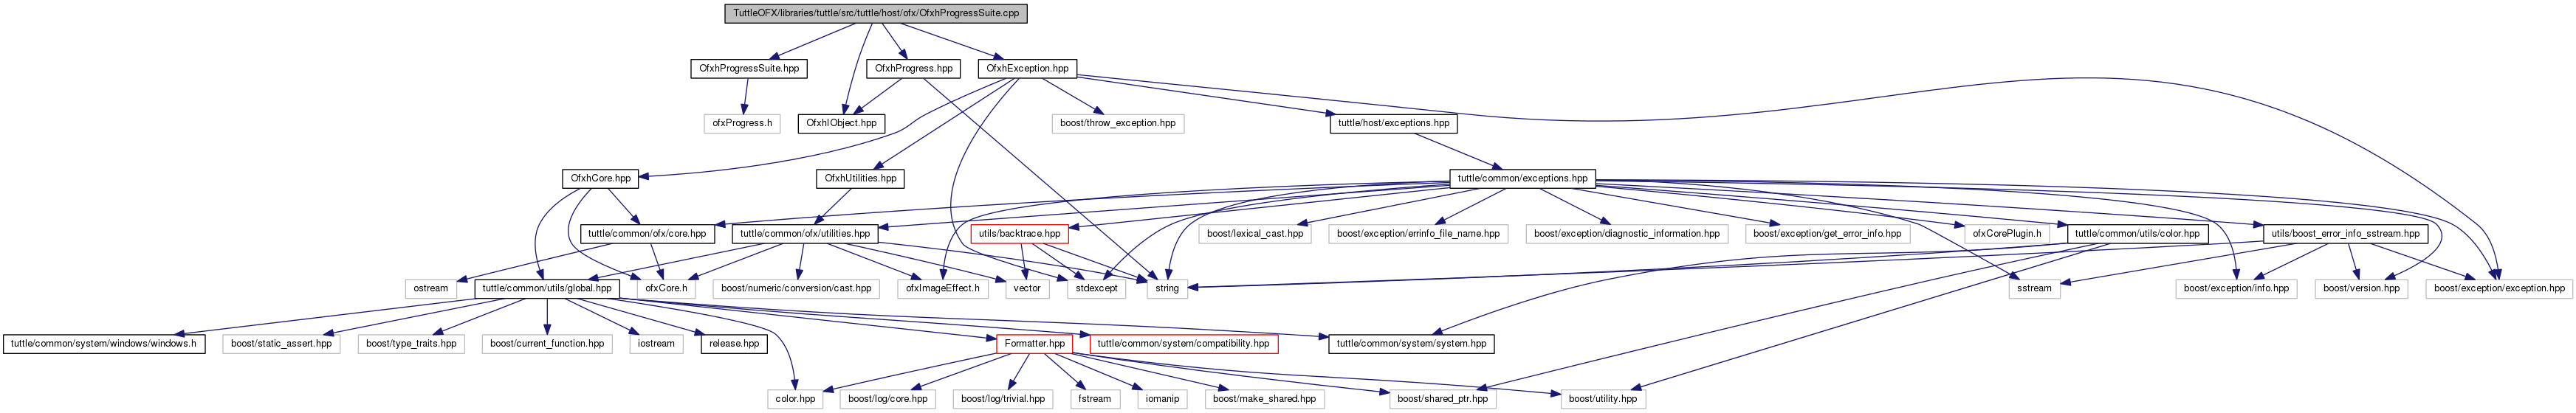 TuttleOFX/libraries/tuttle/src/tuttle/host/ofx/OfxhProgressSuite.cpp
OfxhProgressSuite.hpp
OfxhProgress.hpp
OfxhException.hpp
ofxProgress.h
OfxhIObject.hpp
boost/throw_exception.hpp
tuttle/host/exceptions.hpp
OfxhCore.hpp
OfxhUtilities.hpp
tuttle/common/exceptions.hpp
tuttle/common/ofx/core.hpp
tuttle/common/ofx/utilities.hpp
utils/backtrace.hpp
boost/lexical_cast.hpp
boost/exception/errinfo_file_name.hpp
boost/exception/diagnostic_information.hpp
boost/exception/get_error_info.hpp
ofxCorePlugin.h
tuttle/common/utils/color.hpp
utils/boost_error_info_sstream.hpp
ostream
tuttle/common/utils/global.hpp
ofxCore.h
boost/numeric/conversion/cast.hpp
ofxImageEffect.h
vector
stdexcept
string
sstream
boost/exception/info.hpp
boost/version.hpp
boost/exception/exception.hpp
tuttle/common/system/windows/windows.h
boost/static_assert.hpp
boost/type_traits.hpp
boost/current_function.hpp
iostream
release.hpp
Formatter.hpp
tuttle/common/system/compatibility.hpp
tuttle/common/system/system.hpp
color.hpp
boost/log/core.hpp
boost/log/trivial.hpp
fstream
iomanip
boost/make_shared.hpp
boost/shared_ptr.hpp
boost/utility.hpp